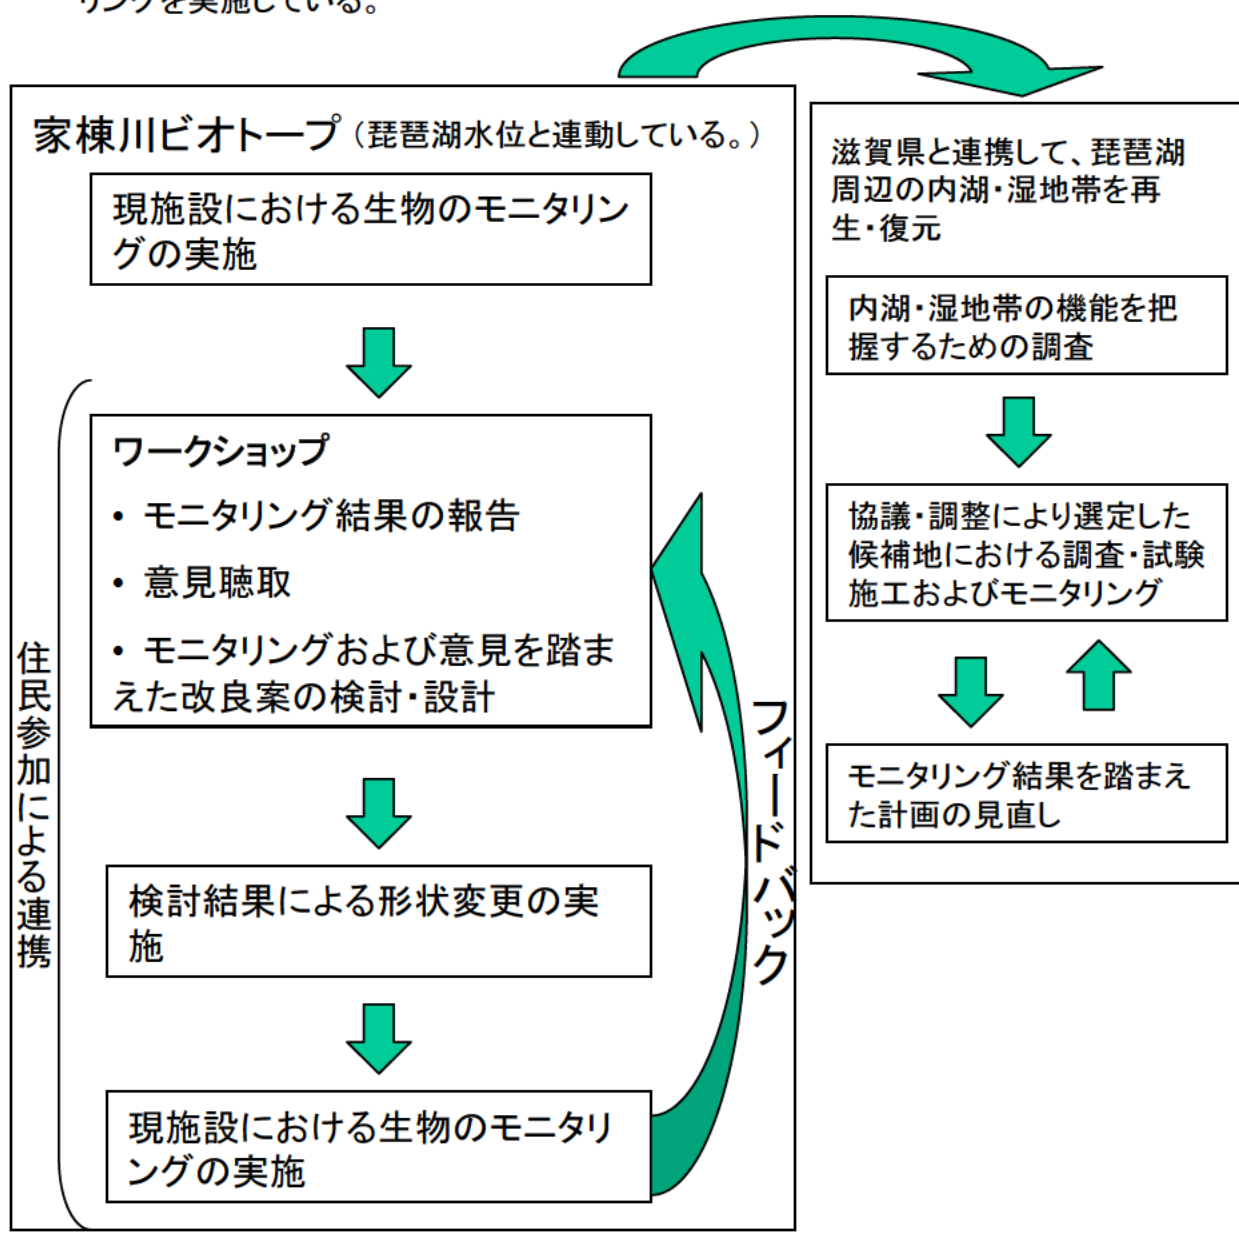 リングを実施している。
家棟川ビオトープ（琵琶湖水位と連動している。）
現施設における生物のモニタリン
グの実施
住民参加による連携
ワークショップ
• モニタリング結果の報告
• 意見聴取
• モニタリングおよび意見を踏ま
えた改良案の検討・設計
検討結果による形状変更の実
施
現施設における生物のモニタリ
ングの実施
フィードバック
滋賀県と連携して、琵琶湖
周辺の内湖・湿地帯を再
生・復元
内湖・湿地帯の機能を把
握するための調査
協議・調整により選定した
候補地における調査・試験
施工およびモニタリング
モニタリング結果を踏まえ
た計画の見直し